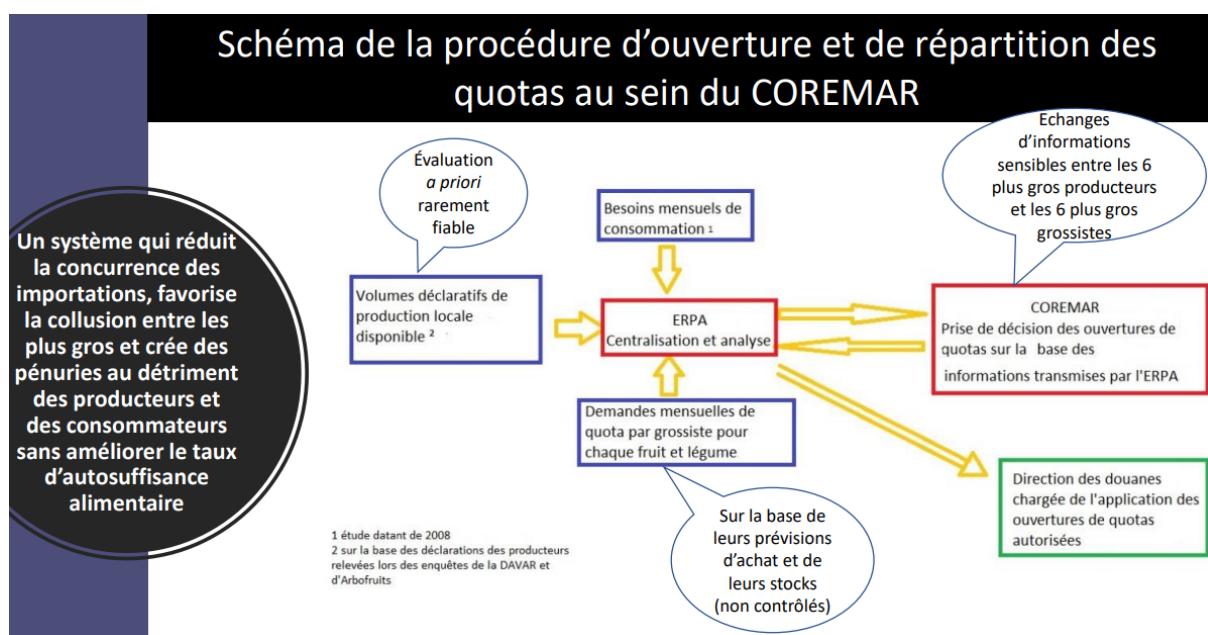 Schéma de la procédure d'ouverture et de répartition des
quotas au sein du COREMAR
Un système qui réduit
la concurrence des
importations, favorise
la collusion entre les
plus gros et crée des
pénuries au détriment
des producteurs et
des consommateurs
sans améliorer le taux
d'autosuffisance
alimentaire
Évaluation
a priori
rarement
fiable
Volumes déclaratifs de
production locale
disponible ²
Besoins mensuels de
consommation ¹
ERPA
Centralisation et analyse
Demandes mensuelles de
quota par grossiste pour
chaque fruit et légume
Sur la base de
leurs prévisions
d'achat et de
leurs stocks
(non contrôlés)
Echanges
d'informations
sensibles entre les 6
plus gros producteurs
et les 6 plus gros
grossistes
COREMAR
Prise de décision des ouvertures de
quotas sur la base des
informations transmises par l'ERPA
Direction des douanes
chargée de l'application des
ouvertures de quotas
autorisées
1 étude datant de 2008
2 sur la base des déclarations des producteurs
relevées lors des enquêtes de la DAVAR et
d'Arbofruits